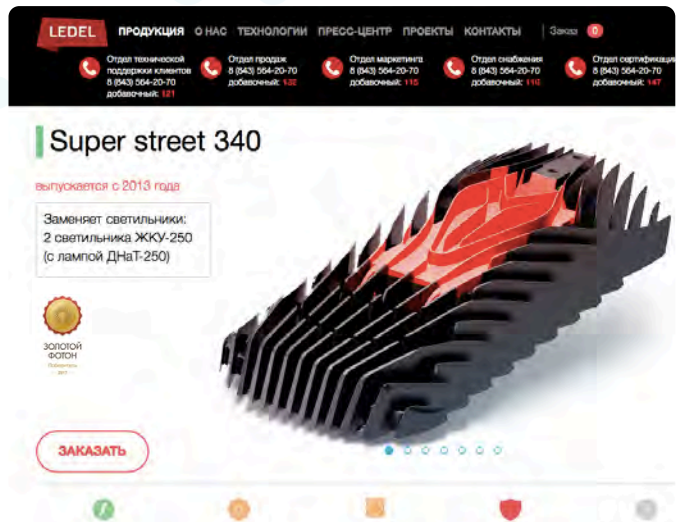 LEDEL
ПРОДУКЦИЯ О НАС ТЕХНОЛОГИИ ПРЕСС-ЦЕНТР ПРОЕКТЫ КОНТАКТЫ Заказ 0
Отдел технической
поддержки клиентов
8 (843) 564-20-70
добавочный: 121
Отдел продаж
8 (843) 564-20-70
добавочный: 132
Отдел маркетинга
8 (843) 564-20-70
добавочный: 115
Отдел снабжения
8 (843) 564-20-70
добавочный: 110
Отдел сертификации
8 (843) 564-20-70
добавочный: 147
Super street 340
выпускается с 2013 года
Заменяет светильники:
2 светильника ЖКУ-250
(с лампой ДНаТ-250)
ЗОЛОТОЙ
ФОТОН
ЗАКАЗАТЬ